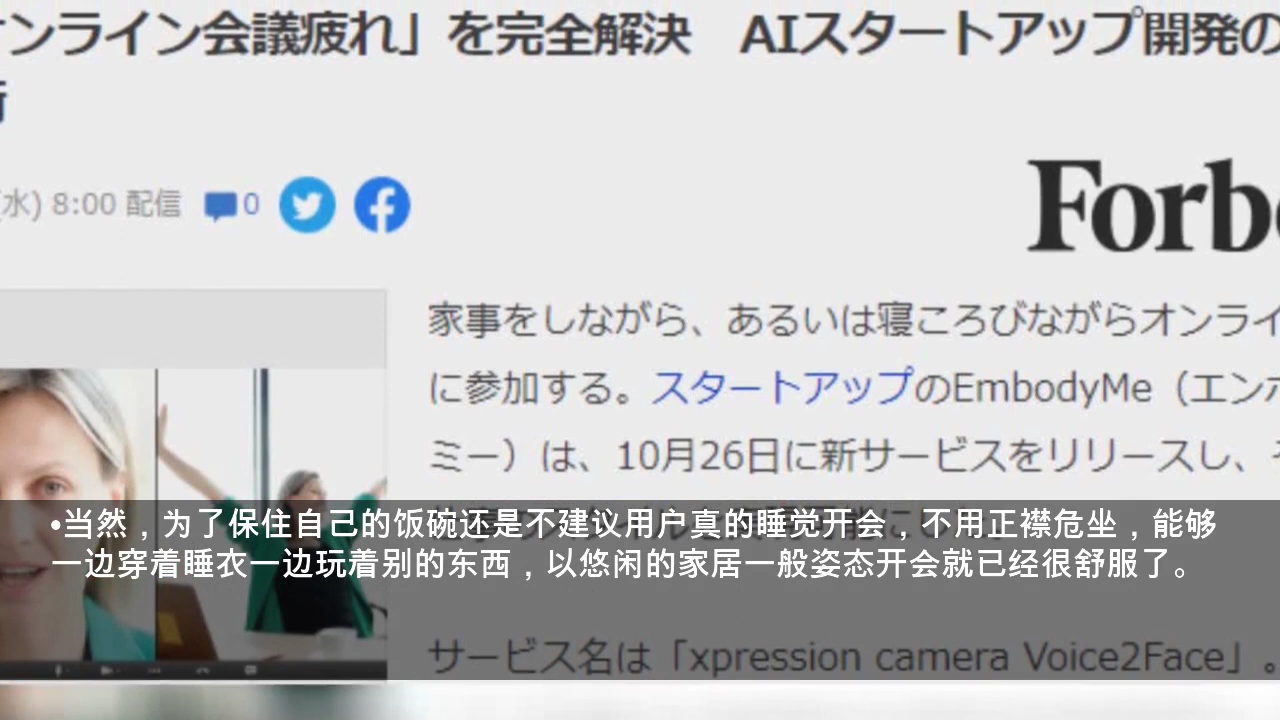 ンライン会議疲れ」を完全解決 AIスタートアップ開発の
(水) 8:00 配信 0
Forb
家事をしながら、あるいは寝ころびながらオンライ
に参加する。スタートアップのEmbodyMe（エンボ
ミー）は、10月26日に新サービスをリリースし、
•当然，为了保住自己的饭碗还是不建议用户真的睡觉开会，不用正襟危坐，能够
一边穿着睡衣一边玩着别的东西，以悠闲的家居一般姿态开会就已经很舒服了。
サービス名は「xpression camera Voice2Face」。